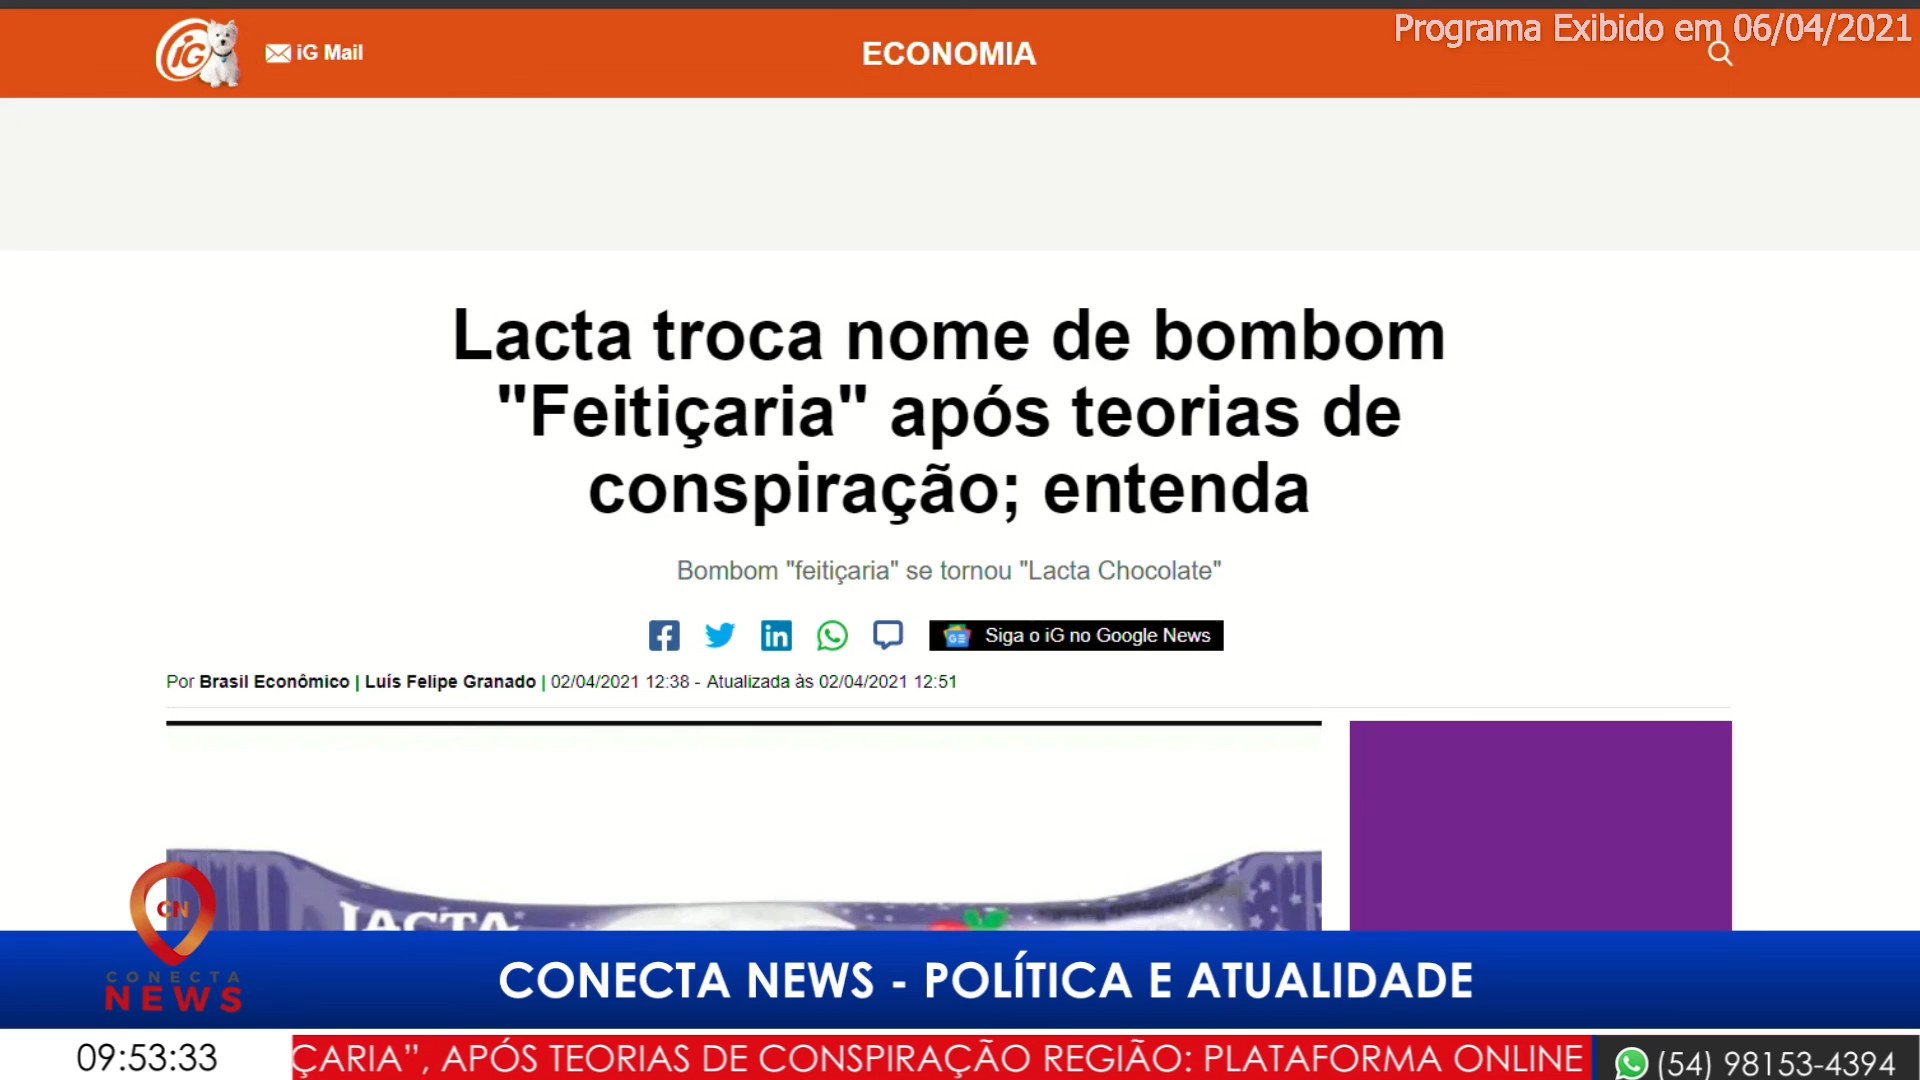 Programa Exibido em 06/04/2021
iG
iG Mail
ECONOMIA
Lacta troca nome de bombom
"Feitiçaria" após teorias de
conspiração; entenda
Bombom "feitiçaria" se tornou "Lacta Chocolate"
Siga o iG no Google News
Por Brasil Econômico | Luís Felipe Granado | 02/04/2021 12:38 - Atualizada às 02/04/2021 12:51
LACTA
CN
CONECTA
NEWS
CONECTA NEWS - POLÍTICA E ATUALIDADE
09:53:33
ÇARIA”, APÓS TEORIAS DE CONSPIRAÇÃO REGIÃO: PLATAFORMA ONLINE
(54) 98153-4394